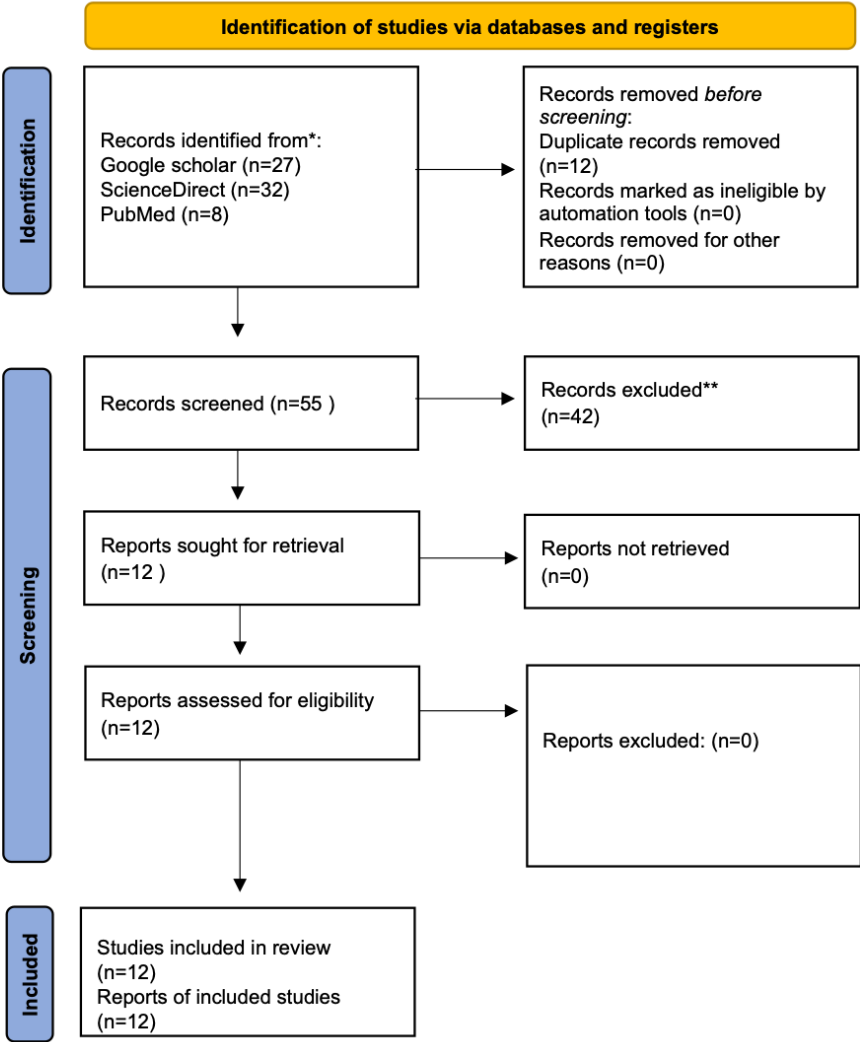 Identification of studies via databases and registers
Identification
Records identified from*:
Google scholar (n=27)
ScienceDirect (n=32)
PubMed (n=8)
Records removed before
screening:
Duplicate records removed
(n=12)
Records marked as ineligible by
automation tools (n=0)
Records removed for other
reasons (n=0)
Screening
Records screened (n=55 )
Records excluded**
(n=42)
Reports sought for retrieval
(n=12 )
Reports not retrieved
(n=0)
Reports assessed for eligibility
(n=12)
Reports excluded: (n=0)
Included
Studies included in review
(n=12)
Reports of included studies
(n=12)